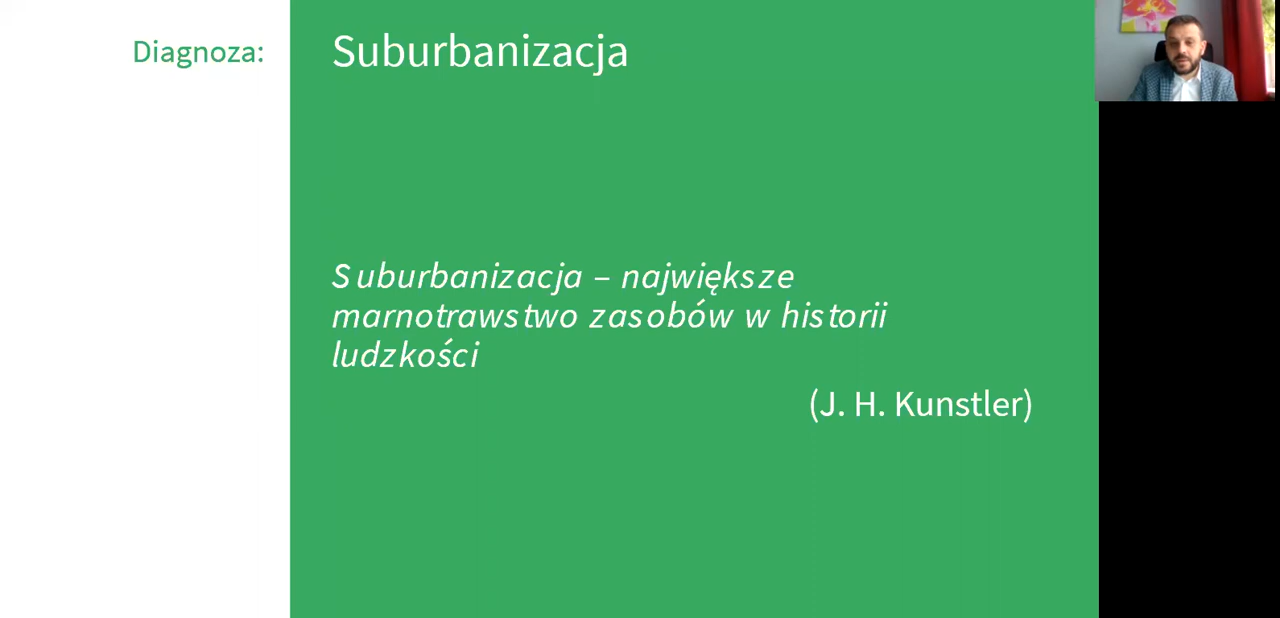 Diagnoza:
Suburbanizacja
Suburbanizacja – największe
marnotrawstwo zasobów w historii
ludzkości
(J. H. Kunstler)